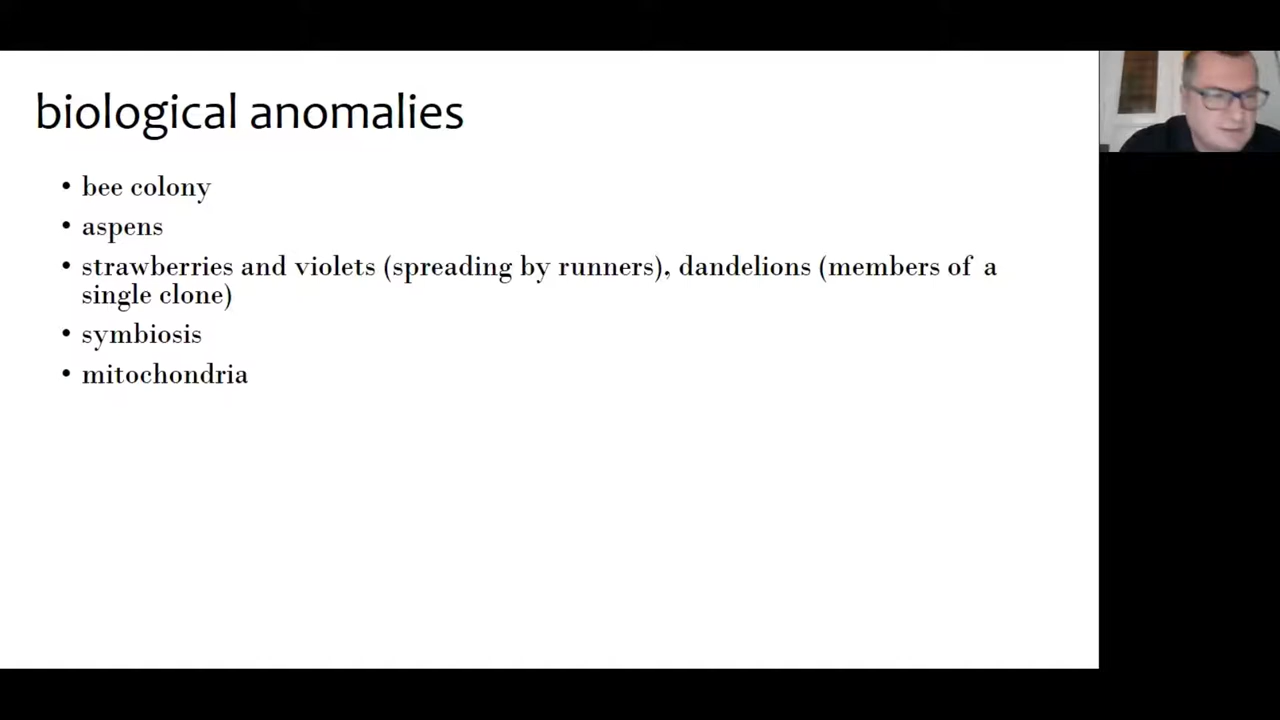 biological anomalies
• bee colony
• aspens
• strawberries and violets (spreading by runners), dandelions (members of a
single clone)
• symbiosis
• mitochondria